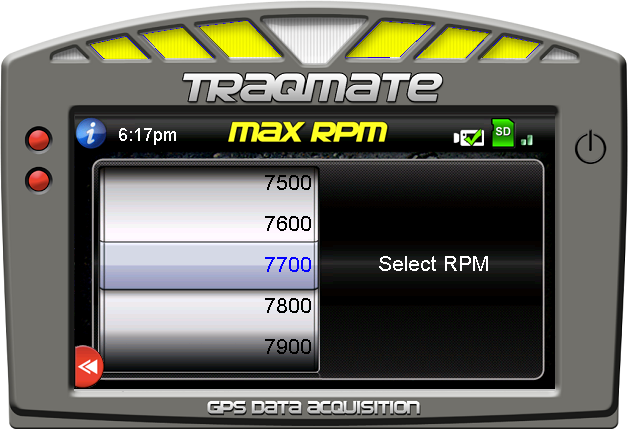 TRAQMATE
6:17pm
MAX RPM
SD
7500
7600
7700
Select RPM
7800
7900
GPS DATA ACQUISITION